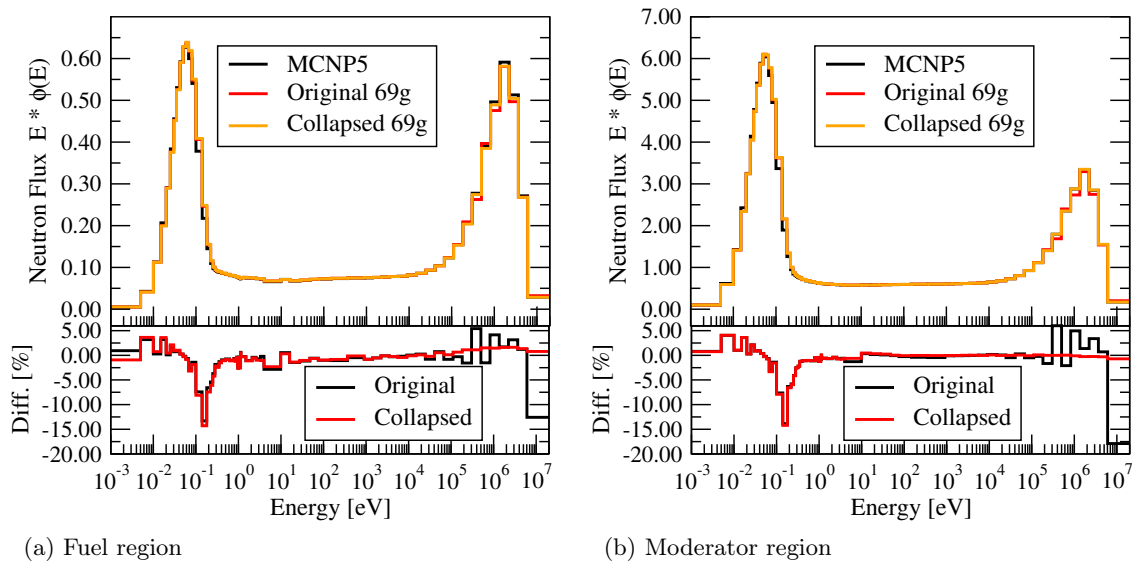 0.60
0.50
0.40
0.30
0.20
0.10
0.00
Neutron Flux E * ϕ(E)
MCNP5
Original 69g
Collapsed 69g
5.00
0.00
-5.00
-10.00
-15.00
-20.00
Diff. [%]
Original
Collapsed
10⁻³ 10⁻² 10⁻¹ 10⁰ 10¹ 10² 10³ 10⁴ 10⁵ 10⁶ 10⁷
Energy [eV]
(a) Fuel region
7.00
6.00
5.00
4.00
3.00
2.00
1.00
0.00
Neutron Flux E * ϕ(E)
MCNP5
Original 69g
Collapsed 69g
5.00
0.00
-5.00
-10.00
-15.00
-20.00
Diff. [%]
Original
Collapsed
10⁻³ 10⁻² 10⁻¹ 10⁰ 10¹ 10² 10³ 10⁴ 10⁵ 10⁶ 10⁷
Energy [eV]
(b) Moderator region